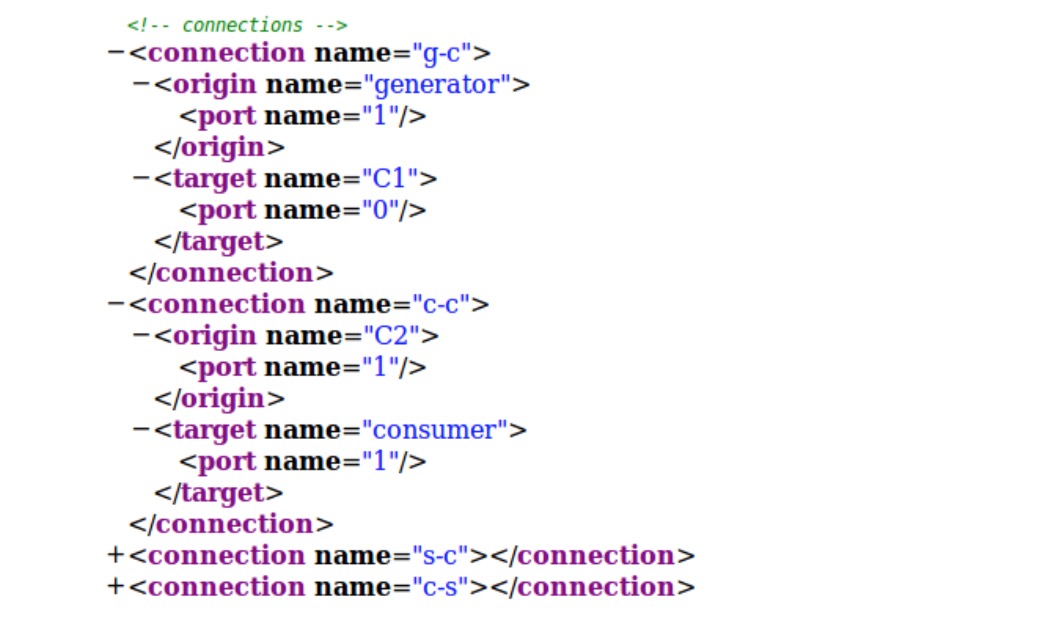 <!-- connections -->
−<connection name="g-c">
−<origin name="generator">
<port name="1"/>
</origin>
−<target name="C1">
<port name="0"/>
</target>
</connection>
−<connection name="c-c">
−<origin name="C2">
<port name="1"/>
</origin>
−<target name="consumer">
<port name="1"/>
</target>
</connection>
+<connection name="s-c"></connection>
+<connection name="c-s"></connection>